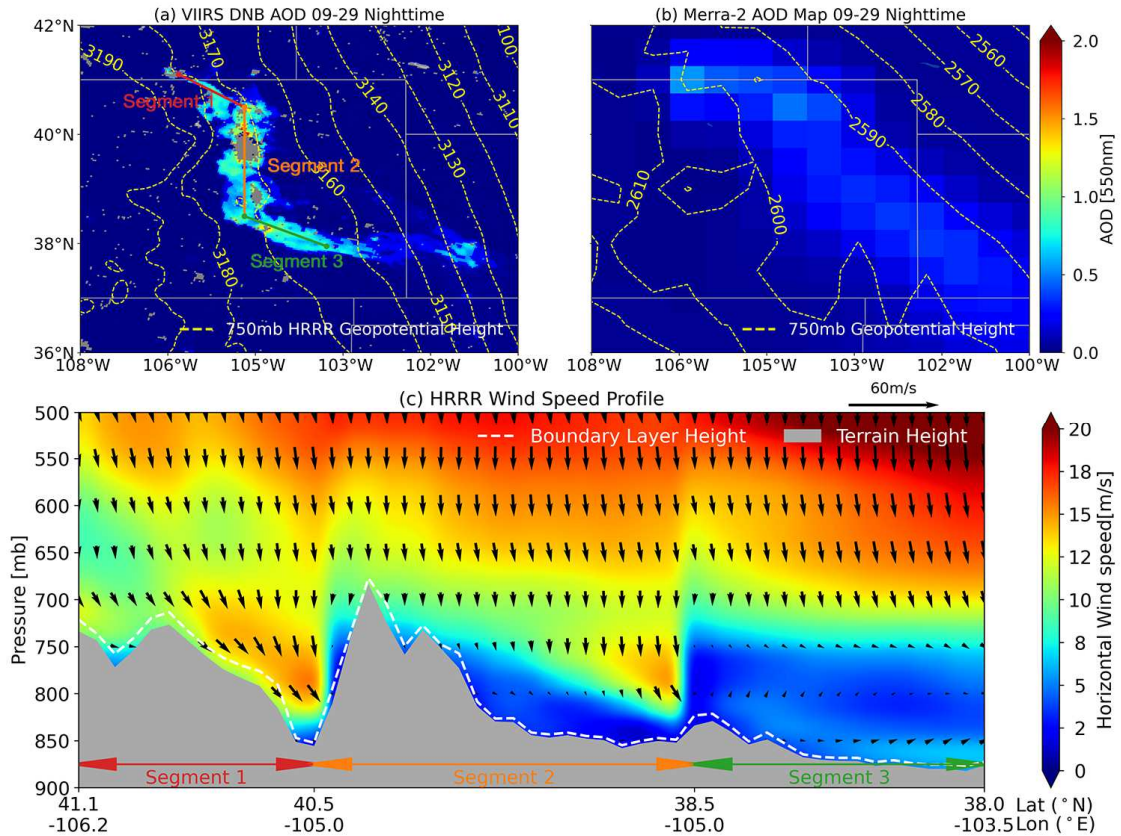 (a) VIIRS DNB AOD 09-29 Nighttime
(b) Merra-2 AOD Map 09-29 Nighttime
42°N
40°N
38°N
36°N
108°W
106°W
104°W
102°W
100°W
3190
3170
3100
3120
3110
3140
3130
3160
3180
3150
Segment 1
Segment 2
Segment 3
750mb HRRR Geopotential Height
2560
2570
2580
2590
2610
2600
750mb Geopotential Height
108°W
106°W
104°W
102°W
100°W
2.0
1.5
1.0
0.5
0.0
AOD [550nm]
(c) HRRR Wind Speed Profile
60m/s
Boundary Layer Height
Terrain Height
Pressure [mb]
500
550
600
650
700
750
800
850
900
Segment 1
Segment 2
Segment 3
41.1
40.5
38.5
38.0
Lat (°N)
-106.2
-105.0
-105.0
-103.5
Lon (°E)
20
18
15
12
10
8
5
2
0
Horizontal Wind speed[m/s]